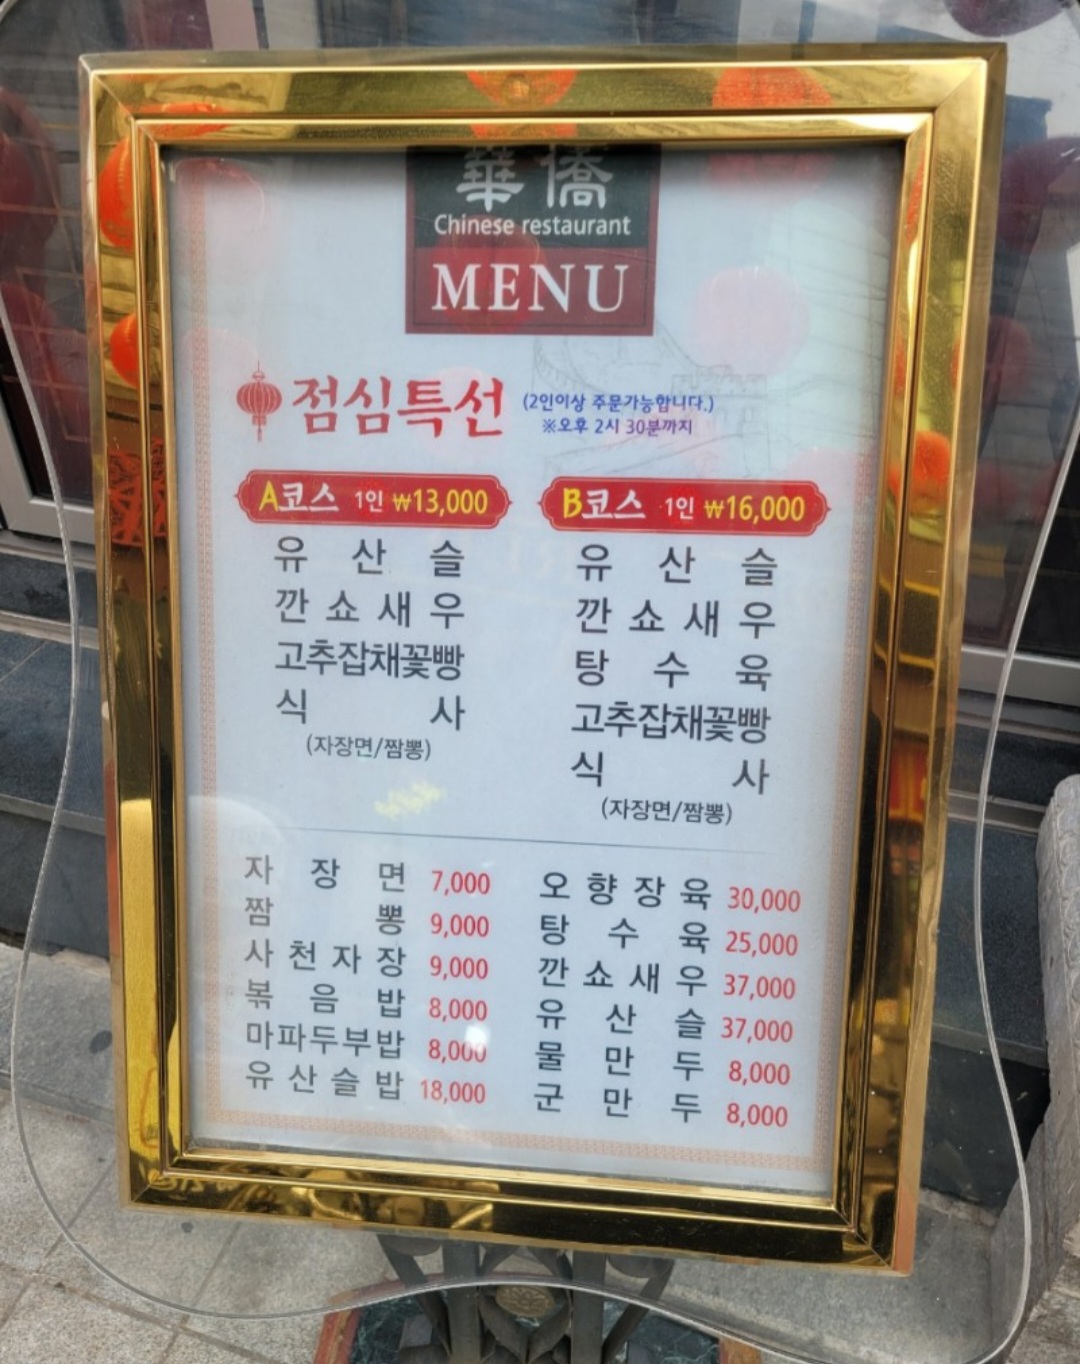 華僑
Chinese restaurant
MENU
점심특선
(2인이상 주문가능합니다.)
※오후 2시 30분까지
A코스 1인 ₩13,000
유산슬
깐쇼새우
고추잡채꽃빵
식사
(자장면/짬뽕)
B코스 1인 ₩16,000
유산슬
깐쇼새우
탕수육
고추잡채꽃빵
식사
(자장면/짬뽕)
자장면 7,000
짬뽕 9,000
사천자장 9,000
볶음밥 8,000
마파두부밥 8,000
유산슬밥 18,000
오향장육 30,000
탕수육 25,000
깐쇼새우 37,000
유산슬 37,000
물만두 8,000
군만두 8,000